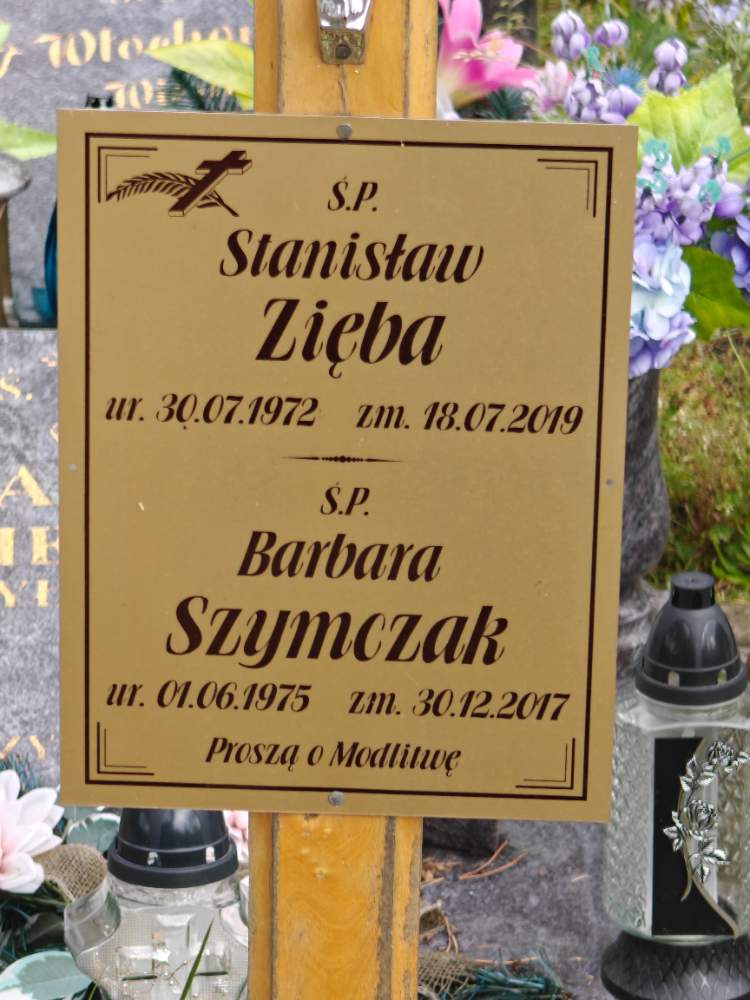 Ś.P.
Stanisław
Zięba
ur. 30.07.1972 zm. 18.07.2019
Ś.P.
Barbara
Szymczak
ur. 01.06.1975 zm. 30.12.2017
Proszą o Modlitwę